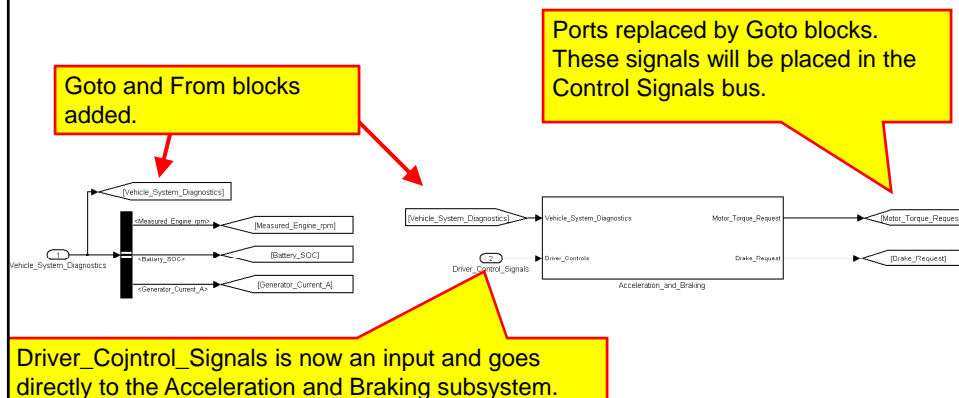 Ports replaced by Goto blocks.
These signals will be placed in the
Control Signals bus.
Goto and From blocks
added.
[Vehicle_System_Diagnostics]
<Measured_Engine_rpm>
[Measured_Engine_rpm]
1
Vehicle_System_Diagnostics
<Battery_SOC>
[Battery_SOC]
<Generator_Current_A>
[Generator_Current_A]
[Vehicle_System_Diagnostics]
Vehicle_System_Diagnostics
Motor_Torque_Request
[Motor_Torque_Request
2
Driver_Control_Signals
Driver_Controls
Drake_Request
[Drake_Request]
Acceleration_and_Braking
Driver_Cojntrol_Signals is now an input and goes
directly to the Acceleration and Braking subsystem.